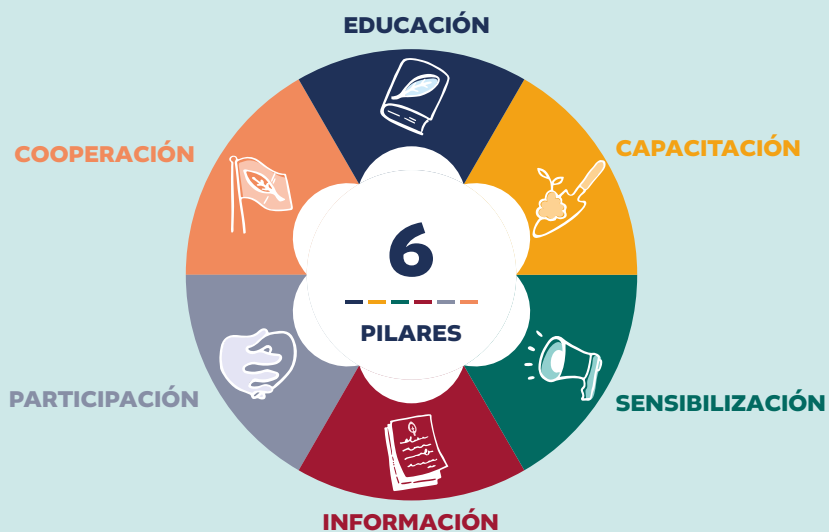 EDUCACIÓN
COOPERACIÓN
CAPACITACIÓN
6
PILARES
PARTICIPACIÓN
SENSIBILIZACIÓN
INFORMACIÓN